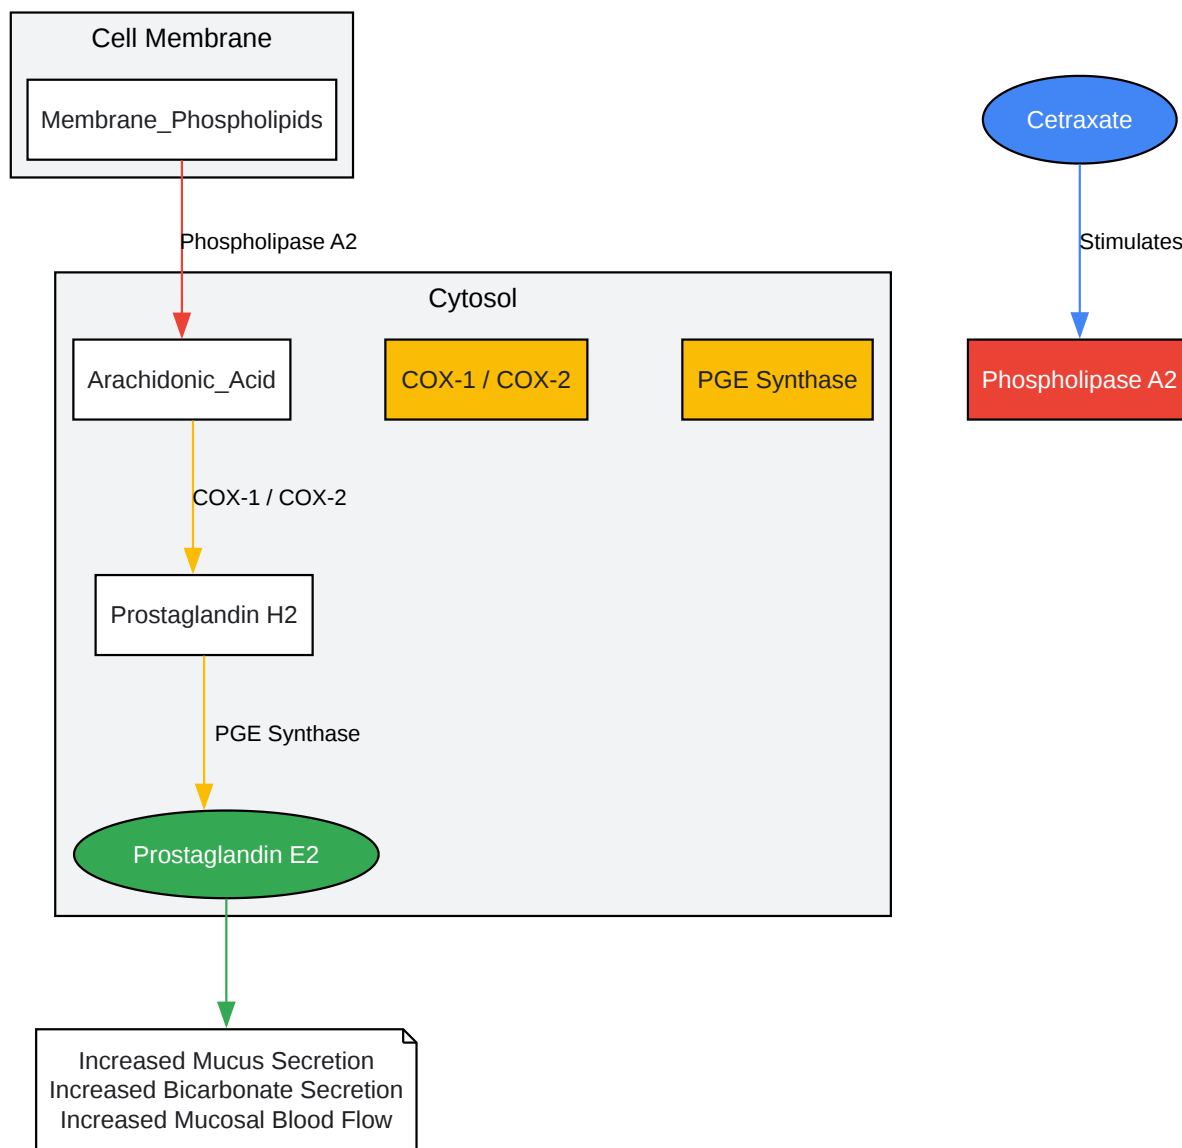 Cell Membrane
Membrane_Phospholipids
Cetraxate
Phospholipase A2
Stimulates
Cytosol
Arachidonic_Acid
COX-1 / COX-2
PGE Synthase
Phospholipase A2
COX-1 / COX-2
Prostaglandin H2
PGE Synthase
Prostaglandin E2
Increased Mucus Secretion
Increased Bicarbonate Secretion
Increased Mucosal Blood Flow